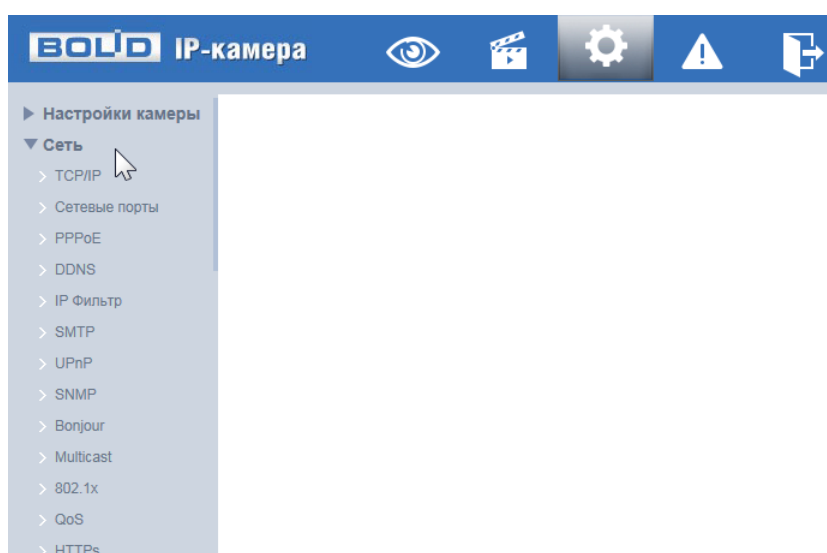 BOLID IP-камера
Настройки камеры
Сеть
TCP/IP
Сетевые порты
PPPoE
DDNS
IP Фильтр
SMTP
UPnP
SNMP
Bonjour
Multicast
802.1x
QoS
HTTPs